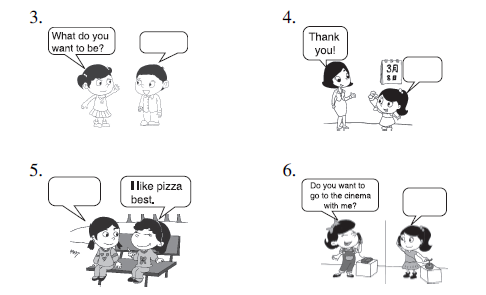 3.
What do you
want to be?
4.
Thank
you!
3月
8日
5.
I like pizza
best.
6.
Do you want to
go to the cinema
with me?